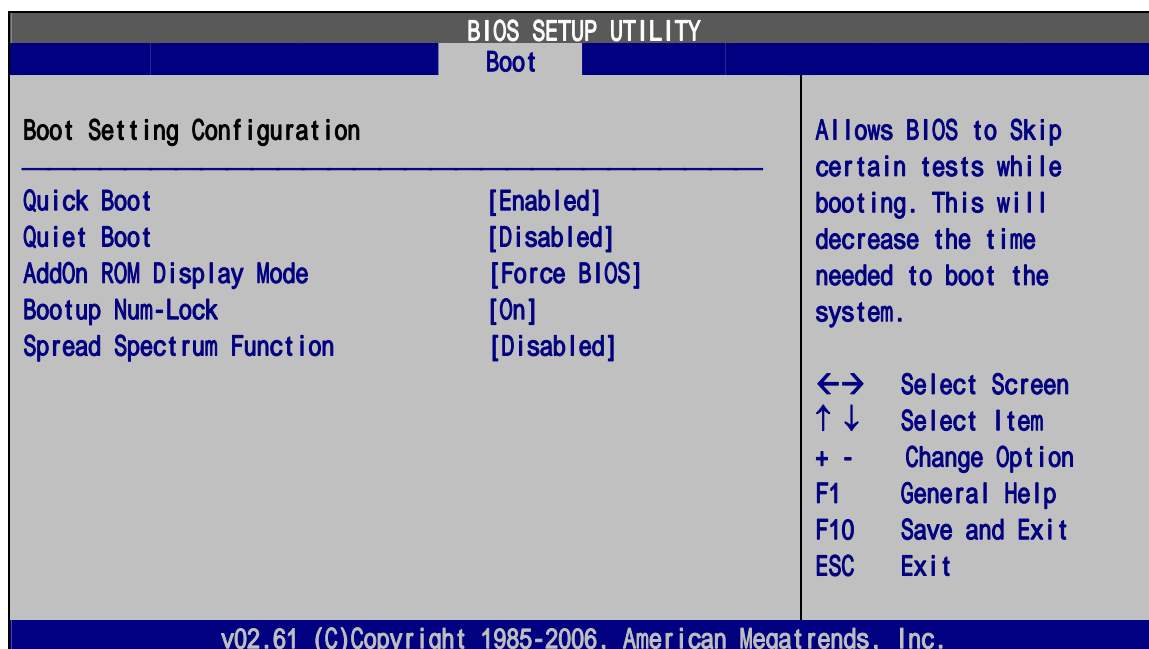 BIOS SETUP UTILITY
Boot
Boot Setting Configuration
Quick Boot [Enabled]
Quiet Boot [Disabled]
AddOn ROM Display Mode [Force BIOS]
Bootup Num-Lock [On]
Spread Spectrum Function [Disabled]
Allows BIOS to Skip
certain tests while
booting. This will
decrease the time
needed to boot the
system.
←→ Select Screen
↑↓ Select Item
+ - Change Option
F1 General Help
F10 Save and Exit
ESC Exit
v02.61 (C)Copyright 1985-2006, American Megatrends, Inc.